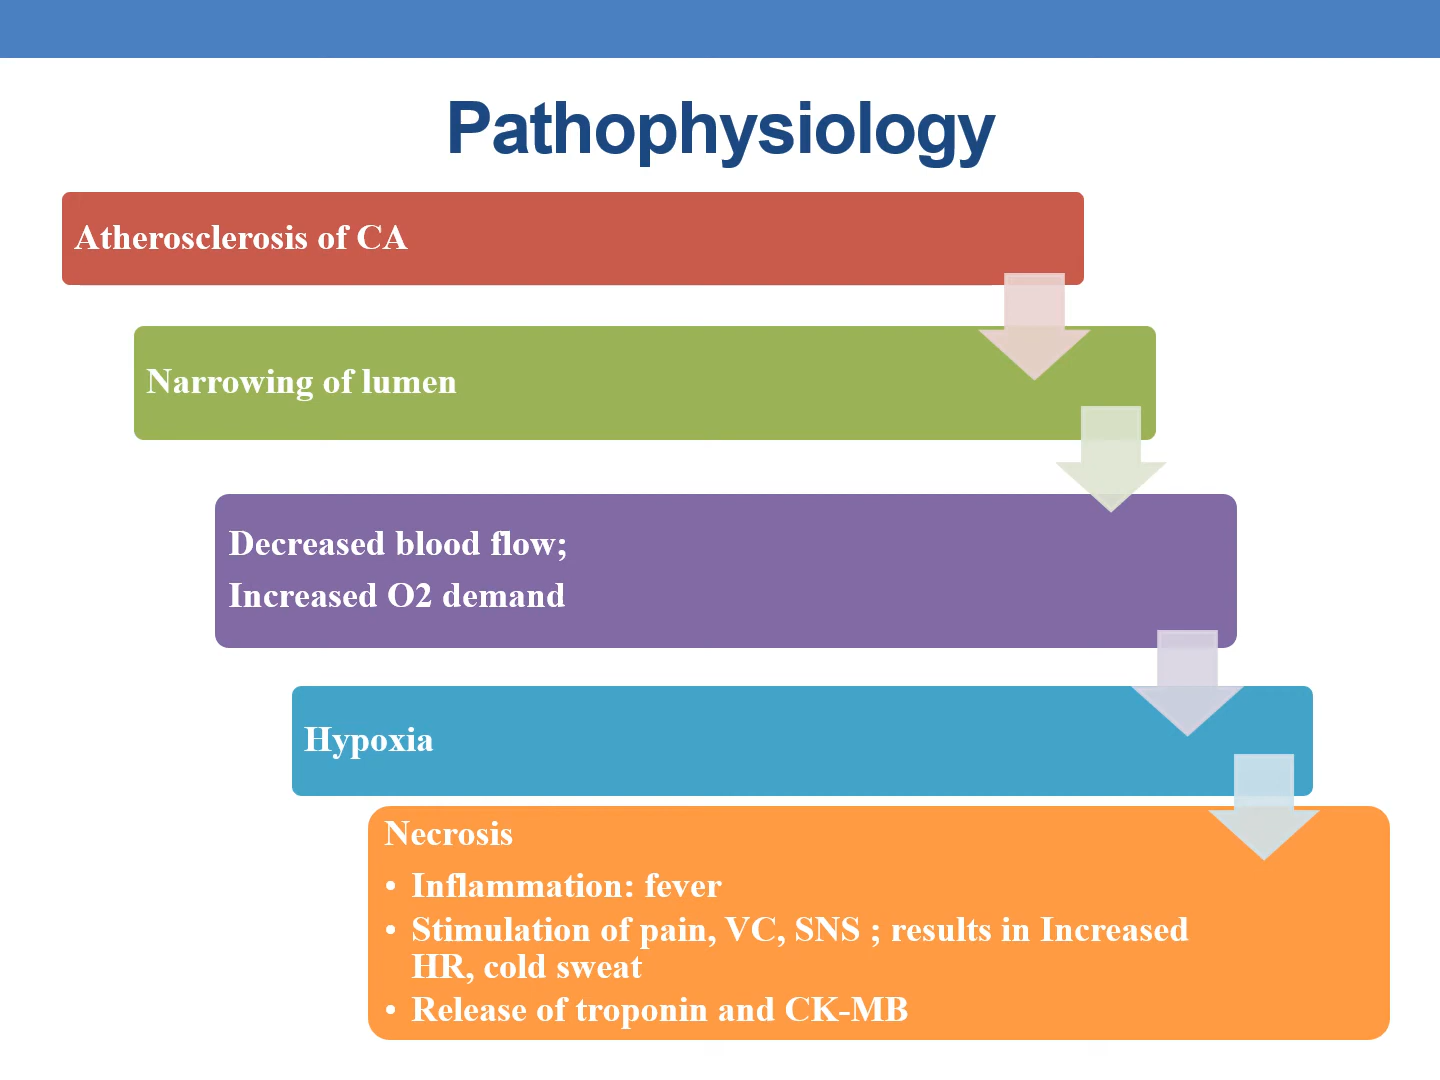 Pathophysiology
Atherosclerosis of CA
Narrowing of lumen
Decreased blood flow;
Increased O2 demand
Hypoxia
Necrosis
• Inflammation: fever
• Stimulation of pain, VC, SNS ; results in Increased
HR, cold sweat
• Release of troponin and CK-MB